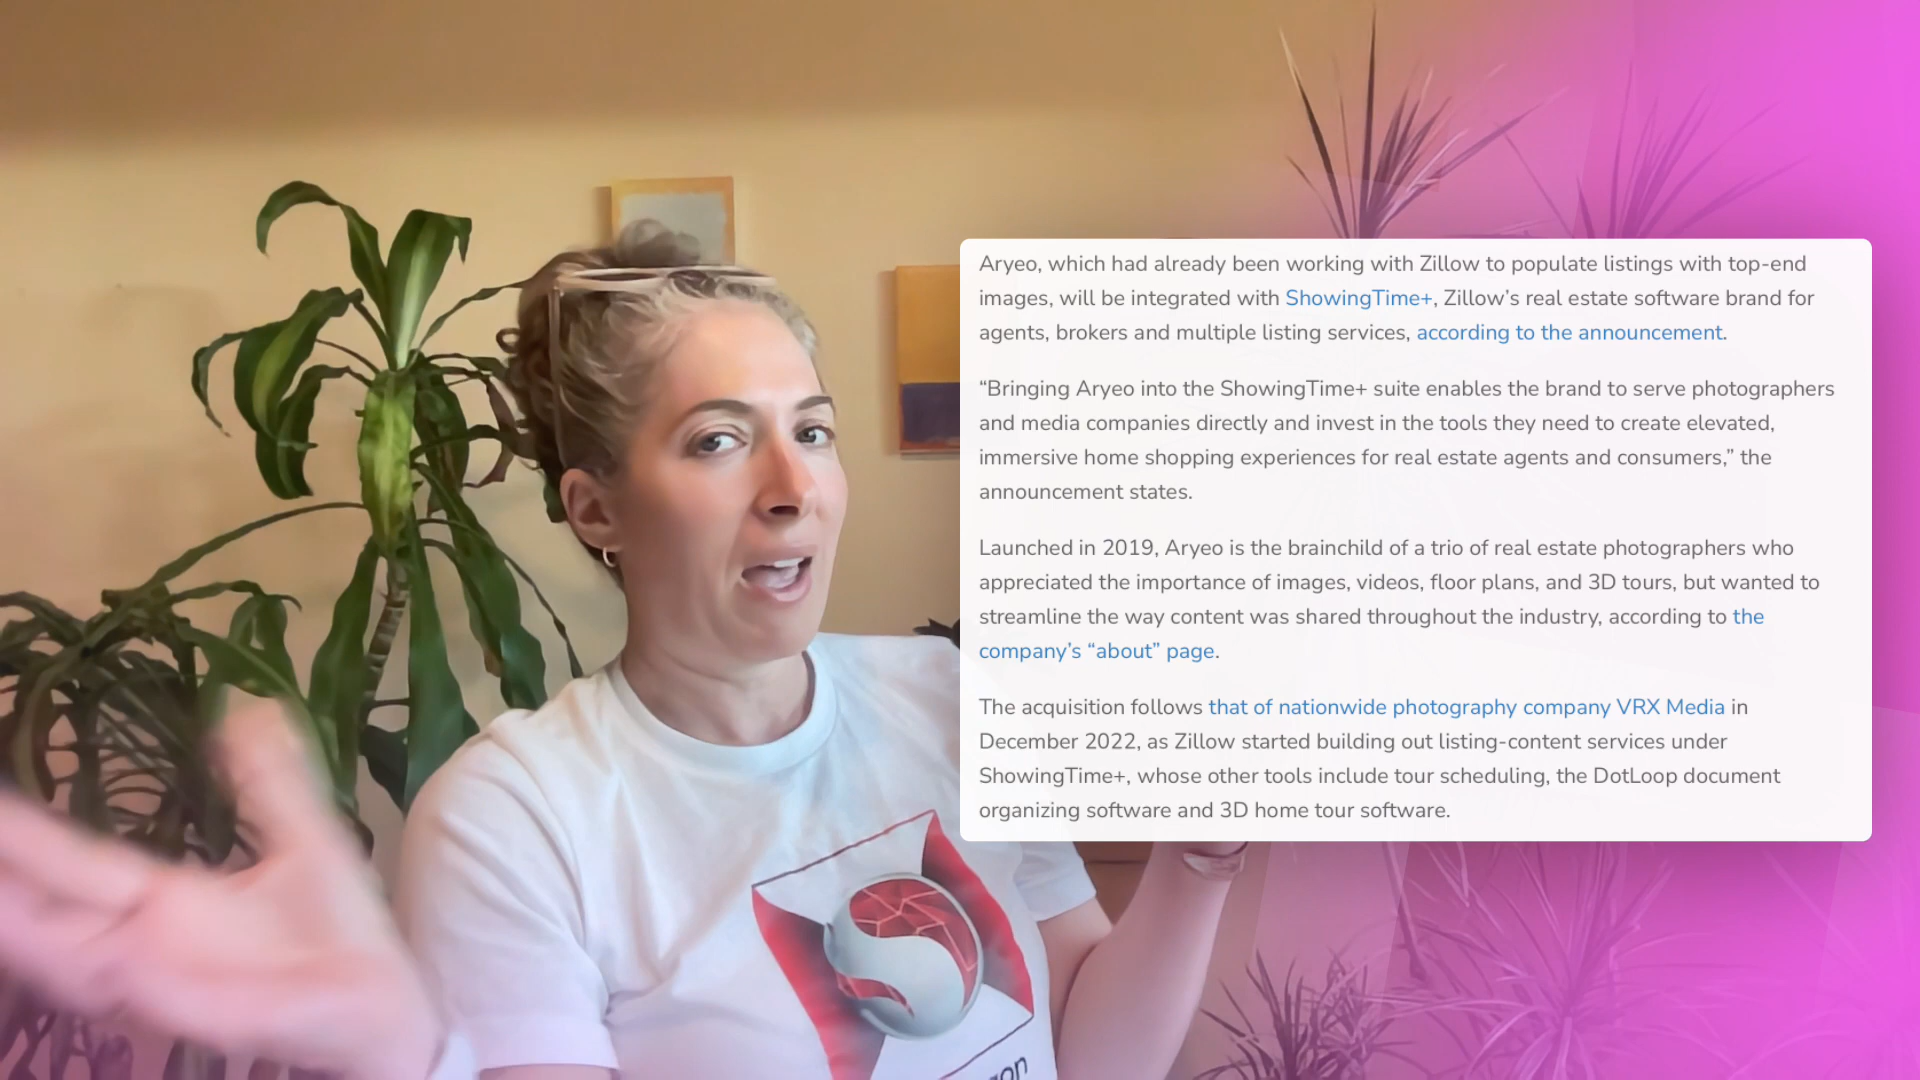 Aryeo, which had already been working with Zillow to populate listings with top-end
images, will be integrated with ShowingTime+, Zillow’s real estate software brand for
agents, brokers and multiple listing services, according to the announcement.
“Bringing Aryeo into the ShowingTime+ suite enables the brand to serve photographers
and media companies directly and invest in the tools they need to create elevated,
immersive home shopping experiences for real estate agents and consumers,” the
announcement states.
Launched in 2019, Aryeo is the brainchild of a trio of real estate photographers who
appreciated the importance of images, videos, floor plans, and 3D tours, but wanted to
streamline the way content was shared throughout the industry, according to the
company’s “about” page.
The acquisition follows that of nationwide photography company VRX Media in
December 2022, as Zillow started building out listing-content services under
ShowingTime+, whose other tools include tour scheduling, the DotLoop document
organizing software and 3D home tour software.